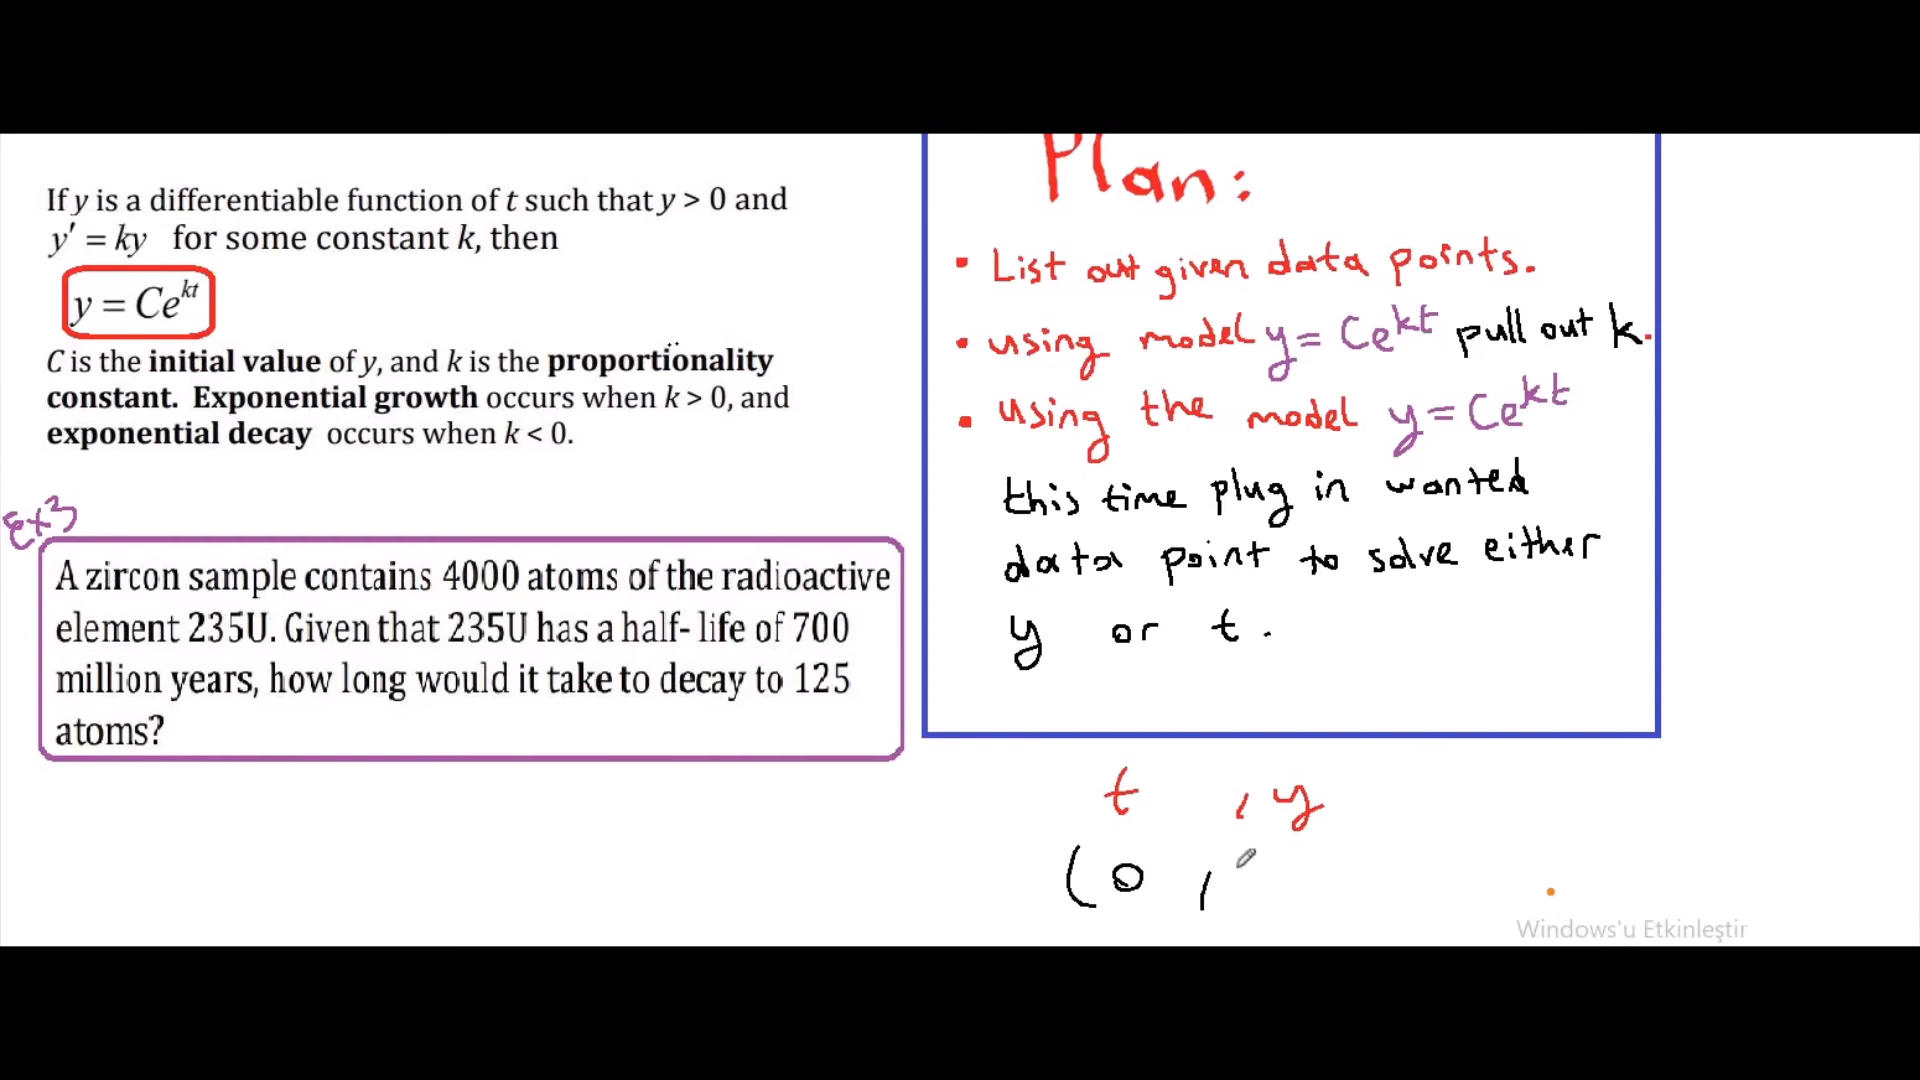 If y is a differentiable function of t such that y > 0 and
y′ = ky for some constant k, then
y = Ce^{kt}
C is the initial value of y, and k is the proportionality
constant. Exponential growth occurs when k > 0, and
exponential decay occurs when k < 0.
Ex3
A zircon sample contains 4000 atoms of the radioactive
element 235U. Given that 235U has a half- life of 700
million years, how long would it take to decay to 125
atoms?
Plan:
• List out given data points.
• using model y = Ce^{kt} pull out k.
• Using the model y = Ce^{kt}
this time plug in wanted
data point to solve either
y or t.
t , y
(0 ,
Windows'u Etkinleştir